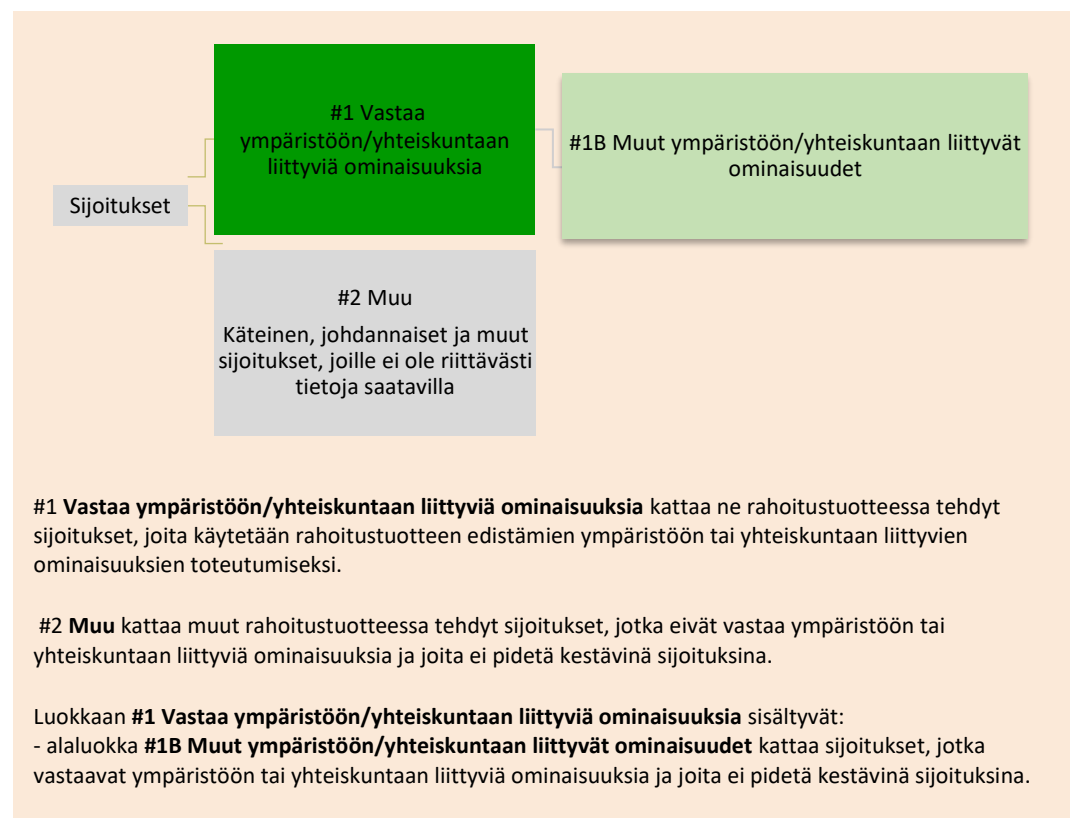 #1 Vastaa
ympäristöön/yhteiskuntaan
liittyviä ominaisuuksia
#1B Muut ympäristöön/yhteiskuntaan liittyvät
ominaisuudet
Sijoitukset
#2 Muu
Käteinen, johdannaiset ja muut
sijoitukset, joille ei ole riittävästi
tietoja saatavilla
#1 Vastaa ympäristöön/yhteiskuntaan liittyviä ominaisuuksia kattaa ne rahoitustuotteessa tehdyt
sijoitukset, joita käytetään rahoitustuotteen edistämien ympäristöön tai yhteiskuntaan liittyvien
ominaisuuksien toteutumiseksi.
#2 Muu kattaa muut rahoitustuotteessa tehdyt sijoitukset, jotka eivät vastaa ympäristöön tai
yhteiskuntaan liittyviä ominaisuuksia ja joita ei pidetä kestävinä sijoituksina.
Luokkaan #1 Vastaa ympäristöön/yhteiskuntaan liittyviä ominaisuuksia sisältyvät:
- alaluokka #1B Muut ympäristöön/yhteiskuntaan liittyvät ominaisuudet kattaa sijoitukset, jotka
vastaavat ympäristöön tai yhteiskuntaan liittyviä ominaisuuksia ja joita ei pidetä kestävinä sijoituksina.